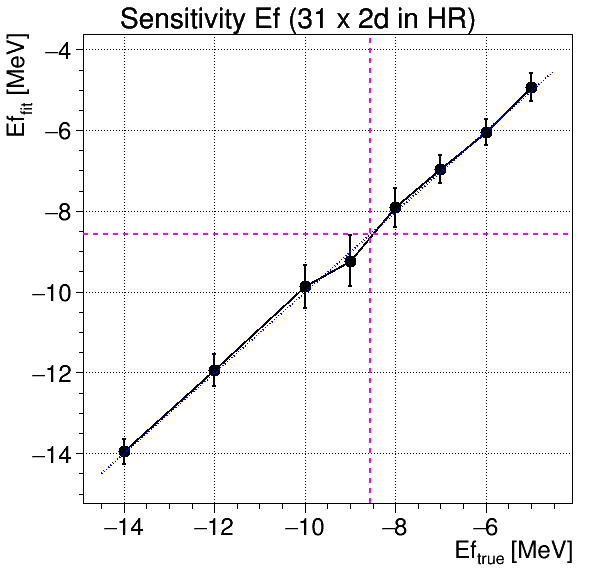 Sensitivity Ef (31 x 2d in HR)
Ef_fit [MeV]
−4
−6
−8
−10
−12
−14
−14 −12 −10 −8 −6
Ef_true [MeV]